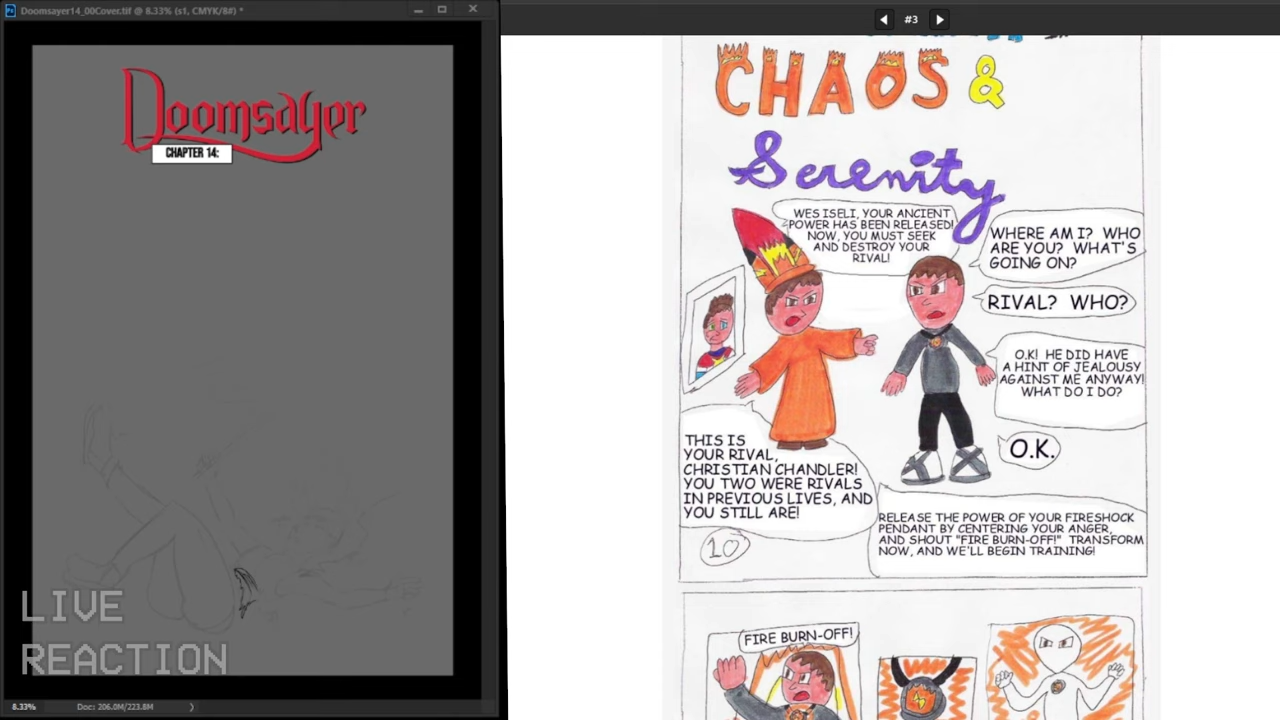 Doomsayer14_00Cover.tif @ 8.33% (s1, CMYK/8#) *
#3
Doomsayer
CHAPTER 14:
LIVE
REACTION
8.33%
Doc: 206.0M/223.8M
CHAOS &
Serenity
WES ISELI, YOUR ANCIENT
POWER HAS BEEN RELEASED!
NOW, YOU MUST SEEK
AND DESTROY YOUR
RIVAL!
WHERE AM I? WHO
ARE YOU? WHAT'S
GOING ON?
RIVAL? WHO?
THIS IS
YOUR RIVAL,
CHRISTIAN CHANDLER!
YOU TWO WERE RIVALS
IN PREVIOUS LIVES, AND
YOU STILL ARE!
O.K! HE DID HAVE
A HINT OF JEALOUSY
AGAINST ME ANYWAY!
WHAT DO I DO?
RELEASE THE POWER OF YOUR FIRESHOCK
PENDANT BY CENTERING YOUR ANGER,
AND SHOUT "FIRE BURN-OFF!" TRANSFORM
NOW, AND WE'LL BEGIN TRAINING!
O.K.
10
FIRE BURN-OFF!